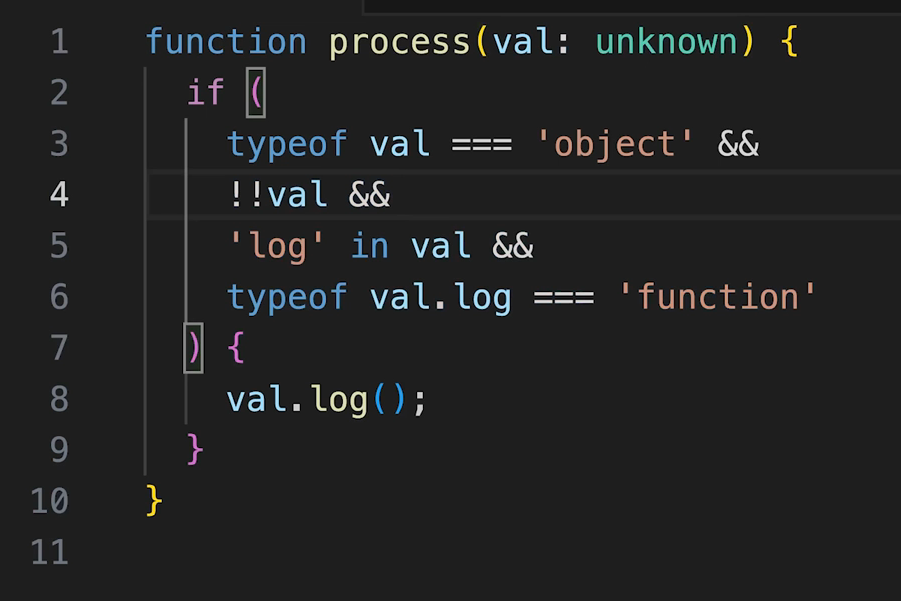 1 function process(val: unknown) {
2 if (
3 typeof val === 'object' &&
4 !!val &&
5 'log' in val &&
6 typeof val.log === 'function'
7 ) {
8 val.log();
9 }
10 }
11